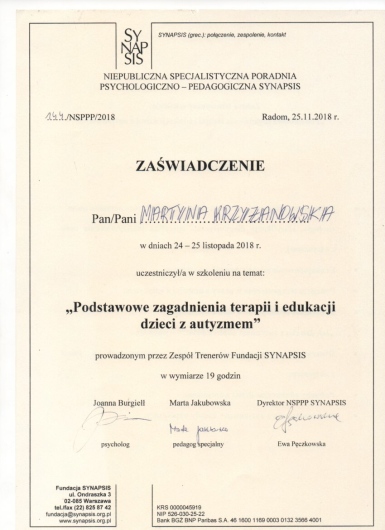 SY
NAP
SIS
SYNAPSIS (grec.): połączenie, zespolenie, kontakt
NIEPUBLICZNA SPECJALISTYCZNA PORADNIA
PSYCHOLOGICZNO – PEDAGOGICZNA SYNAPSIS
144/NSPPP/2018 Radom, 25.11.2018 r.
ZAŚWIADCZENIE
Pan/Pani MARTYNA KRZYŻANOWSKA
w dniach 24 – 25 listopada 2018 r.
uczestniczył/a w szkoleniu na temat:
„Podstawowe zagadnienia terapii i edukacji
dzieci z autyzmem”
prowadzonym przez Zespół Trenerów Fundacji SYNAPSIS
w wymiarze 19 godzin
Joanna Burgiełł Marta Jakubowska Dyrektor NSPPP SYNAPSIS
psycholog pedagog specjalny Ewa Pęczkowska
Fundacja SYNAPSIS
ul. Ondraszka 3
02-085 Warszawa
tel./fax (22) 825 87 42
fundacja@synapsis.org.pl
www.synapsis.org.pl
KRS 0000045919
NIP 526-030-25-22
Bank BGŻ BNP Paribas S.A. 46 1600 1169 0003 0132 3566 4001